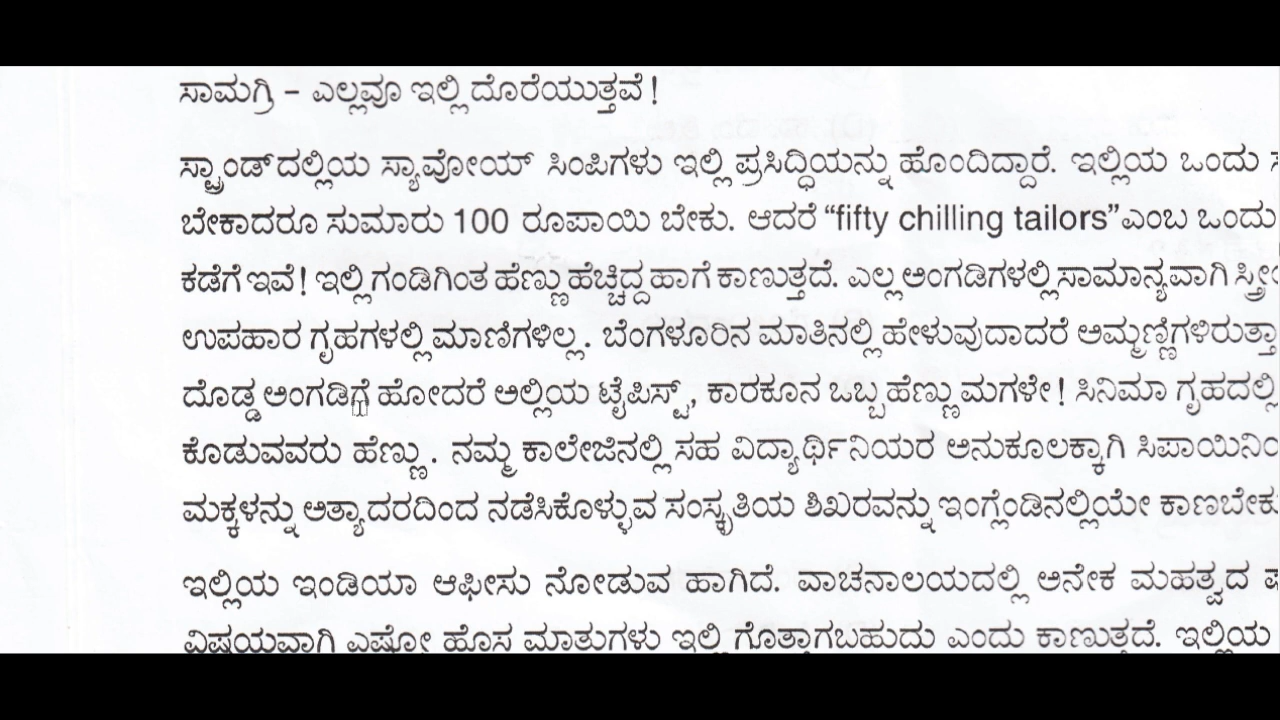 ಸಾಮಗ್ರಿ – ಎಲ್ಲವೂ ಇಲ್ಲಿ ದೊರೆಯುತ್ತವೆ!
ಸ್ಟ್ರಾಂಡ್‌ದಲ್ಲಿಯ ಸ್ಯಾವೋಯ್ ಸಿಂಪಿಗಳು ಇಲ್ಲಿ ಪ್ರಸಿದ್ಧಿಯನ್ನು ಹೊಂದಿದ್ದಾರೆ. ಇಲ್ಲಿಯ ಒಂದು
ಬೇಕಾದರೂ ಸುಮಾರು 100 ರೂಪಾಯಿ ಬೇಕು. ಆದರೆ “fifty chilling tailors”ಎಂಬ ಒಂದು
ಕಡೆಗೆ ಇವೆ! ಇಲ್ಲಿ ಗಂಡಿಗಿಂತ ಹೆಣ್ಣು ಹೆಚ್ಚಿದ್ದ ಹಾಗೆ ಕಾಣುತ್ತದೆ. ಎಲ್ಲ ಅಂಗಡಿಗಳಲ್ಲಿ ಸಾಮಾನ್ಯವಾಗಿ
ಉಪಹಾರ ಗೃಹಗಳಲ್ಲಿ ಮಾಣಿಗಳಿಲ್ಲ. ಬೆಂಗಳೂರಿನ ಮಾತಿನಲ್ಲಿ ಹೇಳುವುದಾದರೆ ಅಮ್ಮಣ್ಣಿಗಳಿರುತ್ತಾ
ದೊಡ್ಡ ಅಂಗಡಿಗೆ ಹೋದರೆ ಅಲ್ಲಿಯ ಟೈಪಿಸ್ಟ್, ಕಾರಕೂನ ಒಬ್ಬ ಹೆಣ್ಣು ಮಗಳೇ! ಸಿನಿಮಾ ಗೃಹದಲ್ಲಿ
ಕೊಡುವವರು ಹೆಣ್ಣು. ನಮ್ಮ ಕಾಲೇಜಿನಲ್ಲಿ ಸಹ ವಿದ್ಯಾರ್ಥಿನಿಯರ ಅನುಕೂಲಕ್ಕಾಗಿ ಸಿಪಾಯಿನಿಂ
ಮಕ್ಕಳನ್ನು ಅತ್ಯಾದರದಿಂದ ನಡೆಸಿಕೊಳ್ಳುವ ಸಂಸ್ಕೃತಿಯ ಶಿಖರವನ್ನು ಇಂಗ್ಲೆಂಡಿನಲ್ಲಿಯೇ ಕಾಣಬೇಕು
ಇಲ್ಲಿಯ ಇಂಡಿಯಾ ಆಫೀಸು ನೋಡುವ ಹಾಗಿದೆ. ವಾಚನಾಲಯದಲ್ಲಿ ಅನೇಕ ಮಹತ್ವದ
ವಿಷಯವಾಗಿ ಎಷ್ಟೋ ಹೊಸ ಮಾತುಗಳು ಇಲ್ಲಿ ಗೊತ್ತಾಗಬಹುದು ಎಂದು ಕಾಣುತ್ತದೆ. ಇಲ್ಲಿಯ